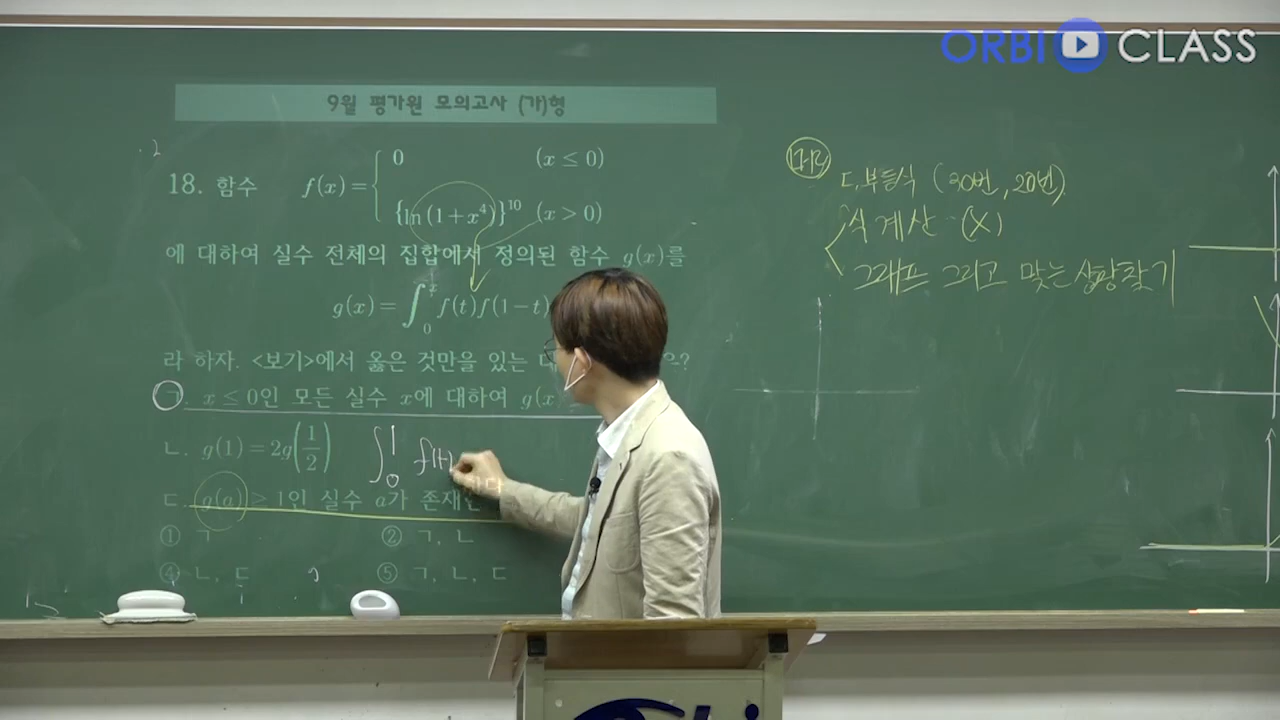 ORBI CLASS
9월 평가원 모의고사 (가)형
18. 함수 f(x) = { 0 (x ≤ 0)
{ln(1+x⁴)}¹⁰ (x > 0)
에 대하여 실수 전체의 집합에서 정의된 함수 g(x)를
g(x) = ∫₀ˣ f(t)f(1-t)
라 하자. <보기>에서 옳은 것만을 있는 대
ㄱ. x ≤ 0인 모든 실수 x에 대하여 g(x)
ㄴ. g(1) = 2g(1/2)
∫₀¹ f(t)
ㄷ. g(a) ≥ 1인 실수 a가 존재한다
① ㄱ ② ㄱ, ㄴ
④ ㄴ, ㄷ ⑤ ㄱ, ㄴ, ㄷ
ㄷ. 부등식 (30번, 20번)
식 계산 (X)
그래프 그리고 맞는 상황 찾기